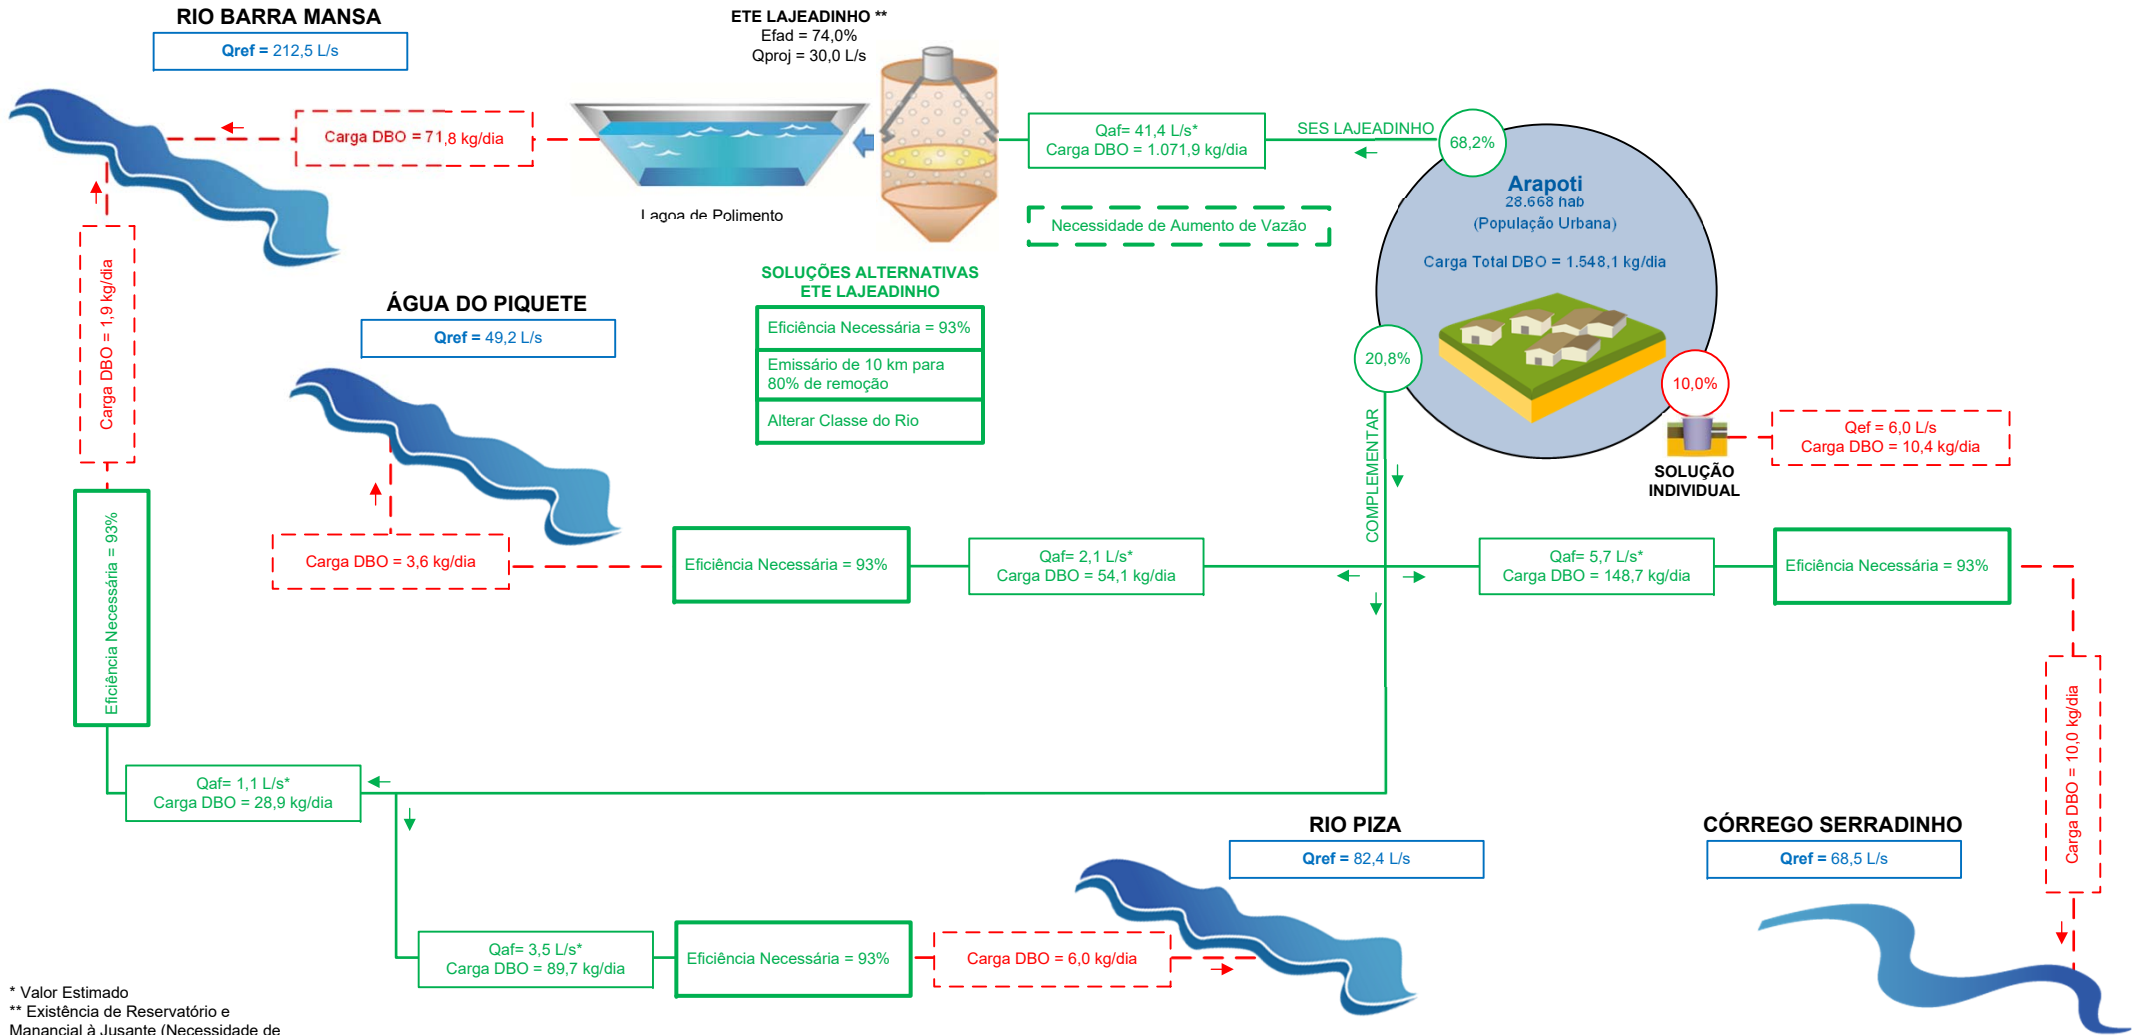 RIO BARRA MANSA
Qref = 212,5 L/s
ETE LAJEADINHO **
Efad = 74,0%
Qproj = 30,0 L/s
Carga DBO = 71,8 kg/dia
Lagoa de Polimento
Qaf= 41,4 L/s*
Carga DBO = 1.071,9 kg/dia
SES LAJEADINHO
68,2%
Necessidade de Aumento de Vazão
Arapoti
28.668 hab
(População Urbana)
Carga Total DBO = 1.548,1 kg/dia
20,8%
10,0%
SOLUÇÃO
INDIVIDUAL
Qef = 6,0 L/s
Carga DBO = 10,4 kg/dia
SOLUÇÕES ALTERNATIVAS
ETE LAJEADINHO
Eficiência Necessária = 93%
Emissário de 10 km para
80% de remoção
Alterar Classe do Rio
Carga DBO = 1,9 kg/dia
ÁGUA DO PIQUETE
Qref = 49,2 L/s
COMPLEMENTAR
Carga DBO = 3,6 kg/dia
Eficiência Necessária = 93%
Qaf= 2,1 L/s*
Carga DBO = 54,1 kg/dia
Qaf= 5,7 L/s*
Carga DBO = 148,7 kg/dia
Eficiência Necessária = 93%
Eficiência Necessária = 93%
Carga DBO = 10,0 kg/dia
Qaf= 1,1 L/s*
Carga DBO = 28,9 kg/dia
RIO PIZA
Qref = 82,4 L/s
CÓRREGO SERRADINHO
Qref = 68,5 L/s
Qaf= 3,5 L/s*
Carga DBO = 89,7 kg/dia
Eficiência Necessária = 93%
Carga DBO = 6,0 kg/dia
* Valor Estimado
** Existência de Reservatório e
Manancial à Jusante (Necessidade de